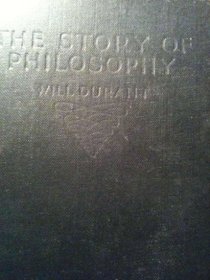 THE STORY OF
PHILOSOPHY
WILL DURANT